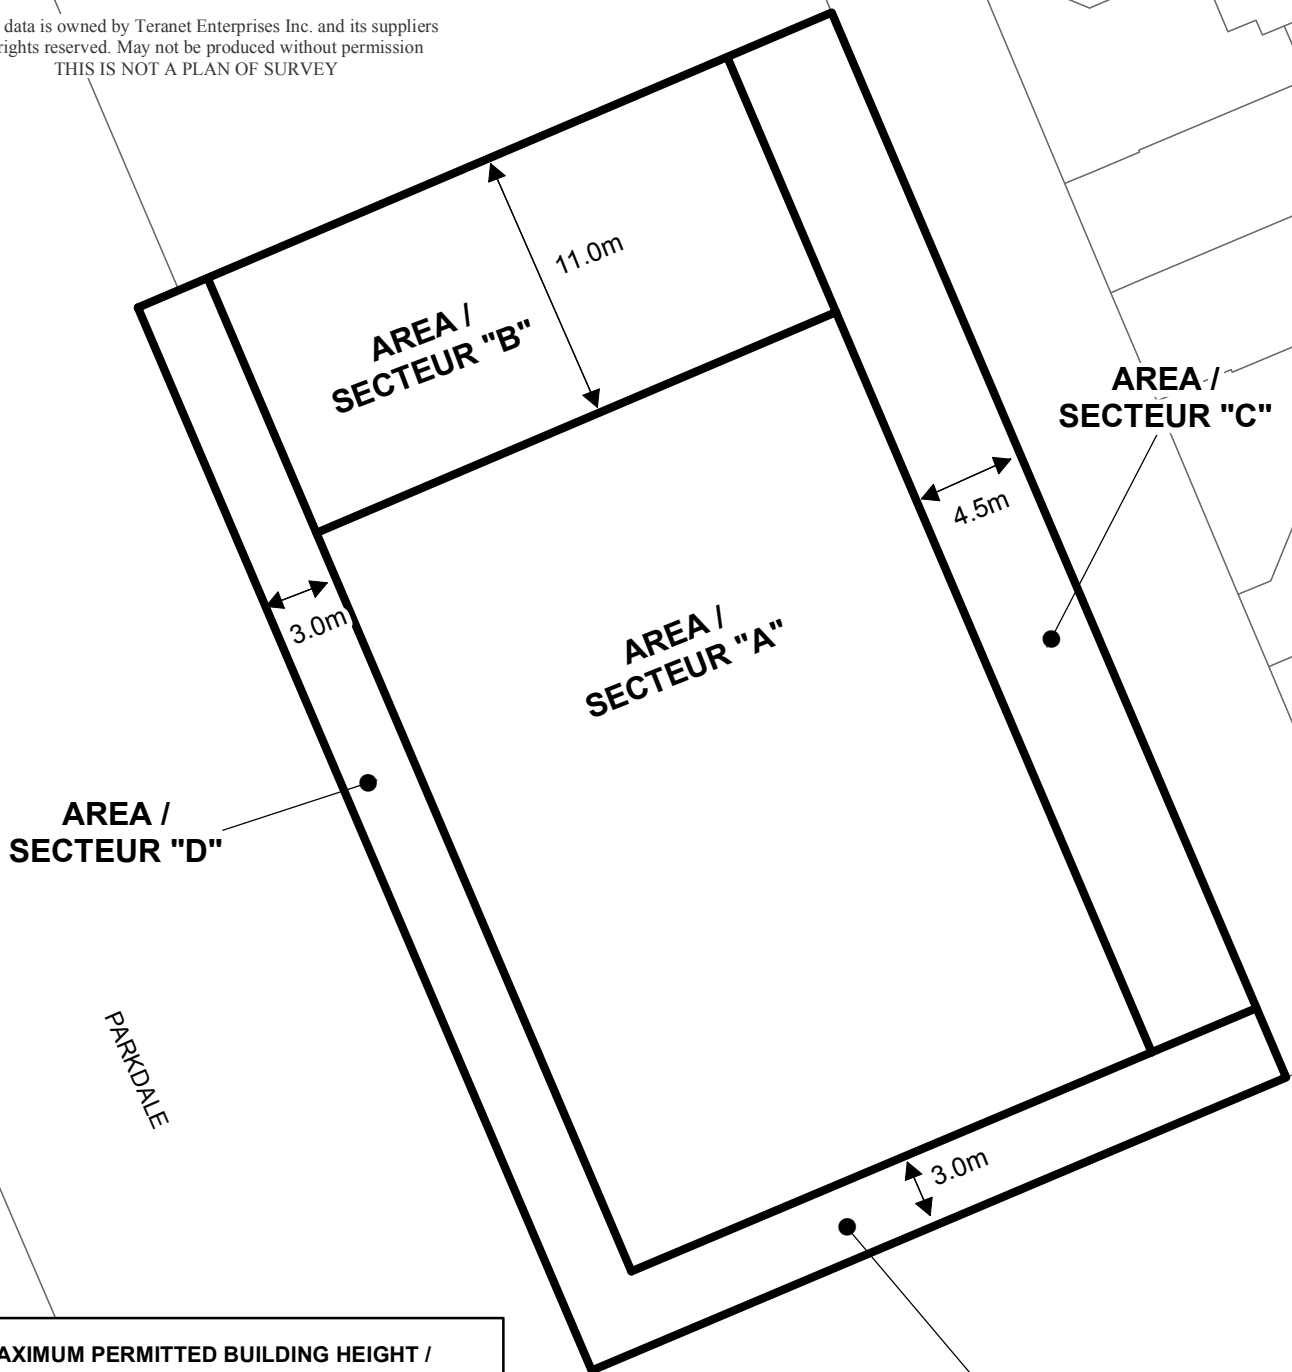 data is owned by Teranet Enterprises Inc. and its suppliers
rights reserved. May not be produced without permission
THIS IS NOT A PLAN OF SURVEY
11.0m
AREA /
SECTEUR "B"
AREA /
SECTEUR "C"
4.5m
3.0m
AREA /
SECTEUR "A"
AREA /
SECTEUR "D"
PARKDALE
3.0m
AXIMUM PERMITTED BUILDING HEIGHT /